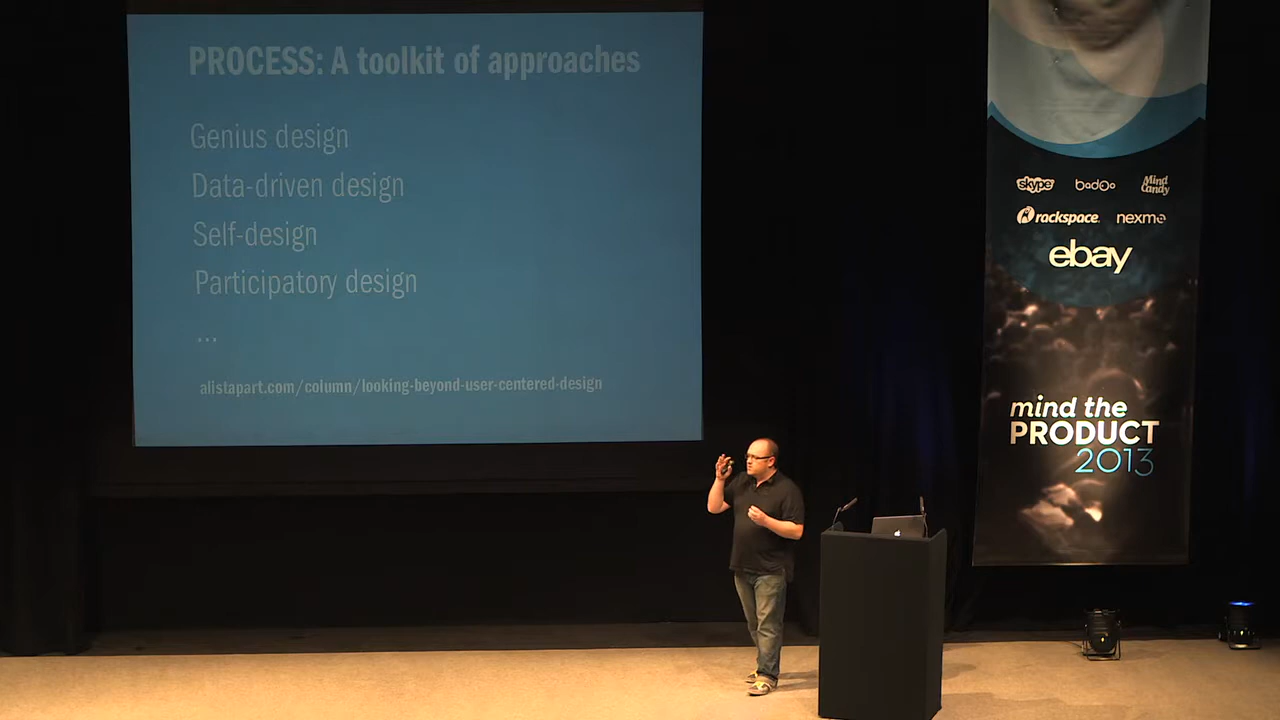 PROCESS: A toolkit of approaches
Genius design
Data-driven design
Self-design
Participatory design
...
alistapart.com/column/looking-beyond-user-centered-design
skype badoo Mind Candy
rackspace. nexmo
ebay
mind the
PRODUCT
2013